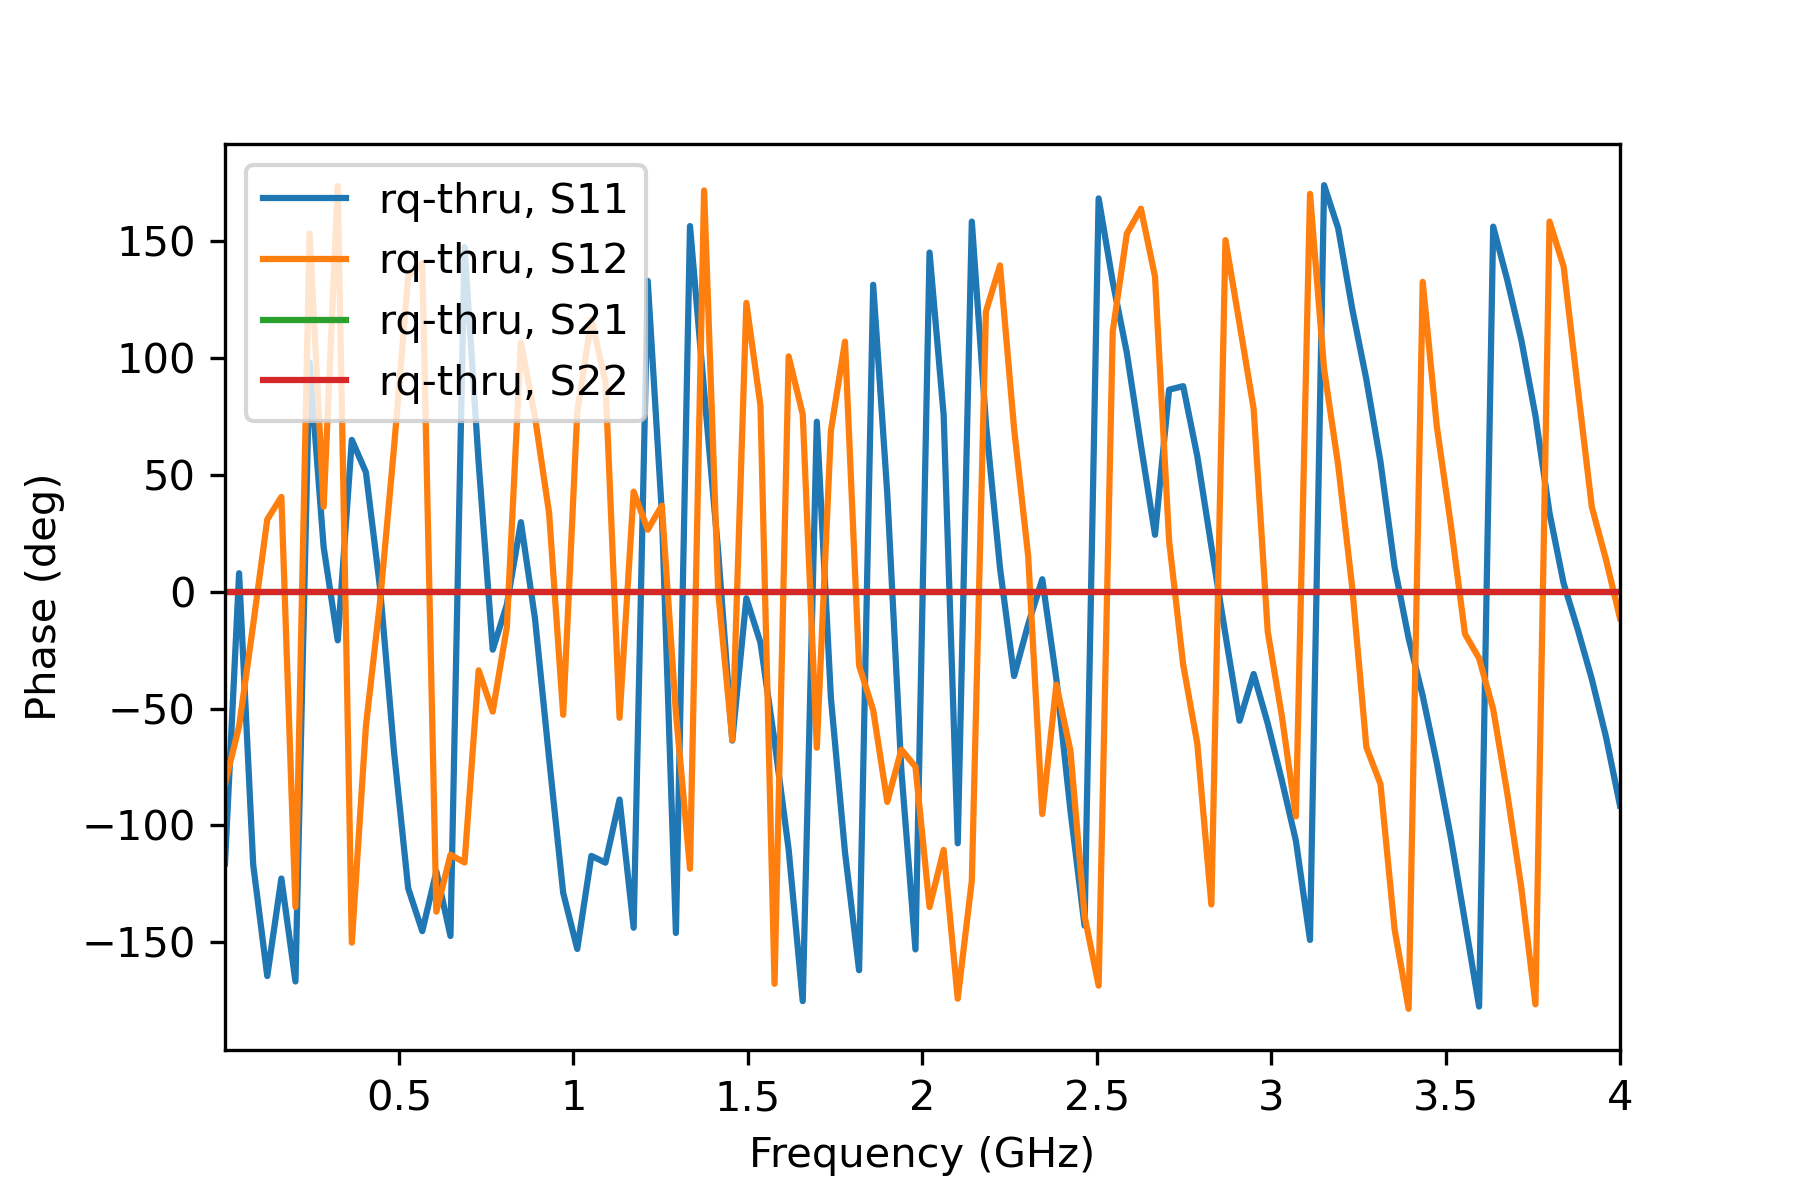 rq-thru, S11
rq-thru, S12
rq-thru, S21
rq-thru, S22
Phase (deg)
150
100
50
0
−50
−100
−150
0.5 1 1.5 2 2.5 3 3.5 4
Frequency (GHz)